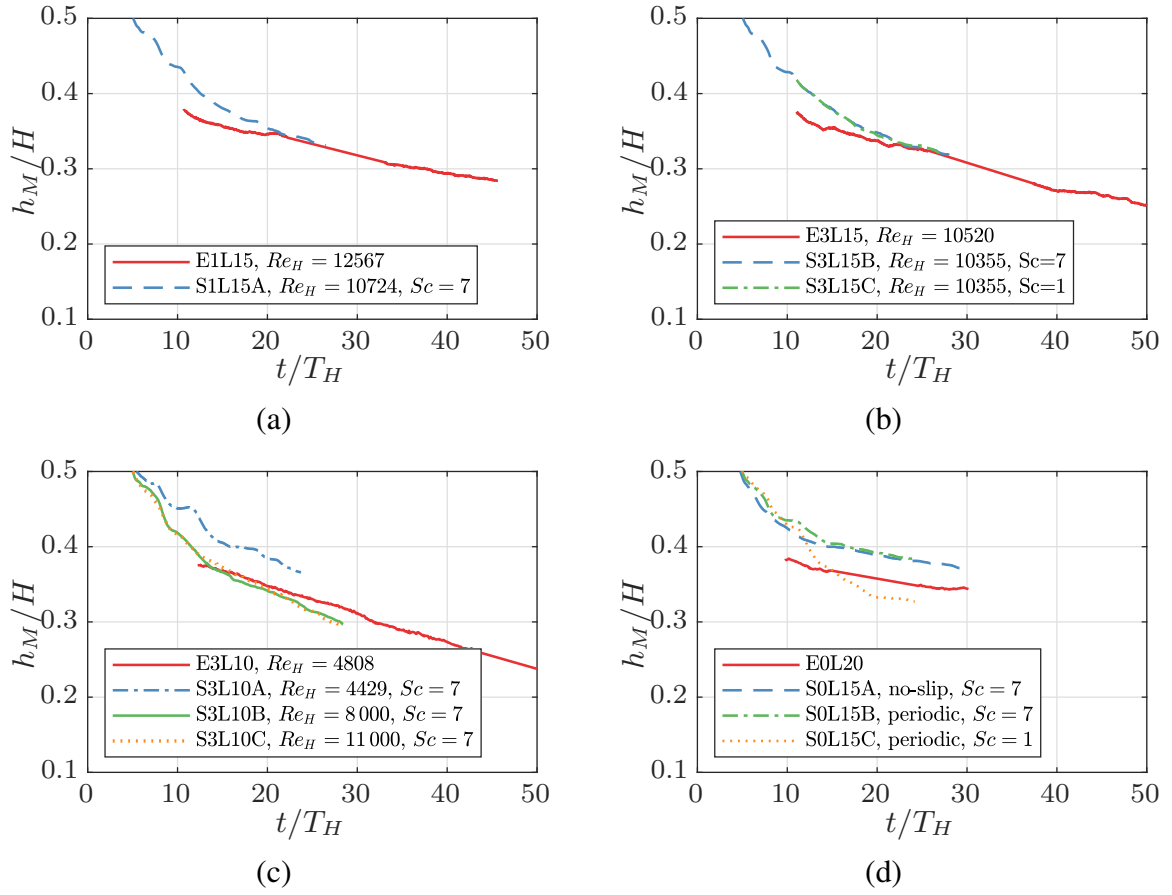 0.5
0.4
0.3
0.2
0.1
h_M/H
E1L15, Re_H = 12567
S1L15A, Re_H = 10724, Sc = 7
0 10 20 30 40 50
t/T_H
(a)
0.5
0.4
0.3
0.2
0.1
h_M/H
E3L15, Re_H = 10520
S3L15B, Re_H = 10355, Sc=7
S3L15C, Re_H = 10355, Sc=1
0 10 20 30 40 50
t/T_H
(b)
0.5
0.4
0.3
0.2
0.1
h_M/H
E3L10, Re_H = 4808
S3L10A, Re_H = 4429, Sc = 7
S3L10B, Re_H = 8 000, Sc = 7
S3L10C, Re_H = 11 000, Sc = 7
0 10 20 30 40 50
t/T_H
(c)
0.5
0.4
0.3
0.2
0.1
h_M/H
E0L20
S0L15A, no-slip, Sc = 7
S0L15B, periodic, Sc = 7
S0L15C, periodic, Sc = 1
0 10 20 30 40 50
t/T_H
(d)